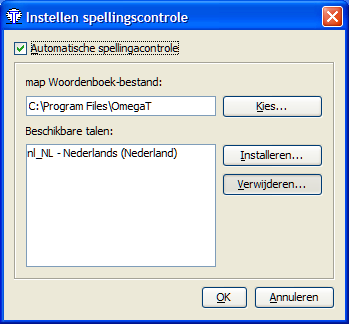 Instellen spellingscontrole
Automatische spellingacontrole
map Woordenboek-bestand:
C:\Program Files\OmegaT
Kies...
Beschikbare talen:
nl_NL - Nederlands (Nederland)
Installeren...
Verwijderen...
OK
Annuleren